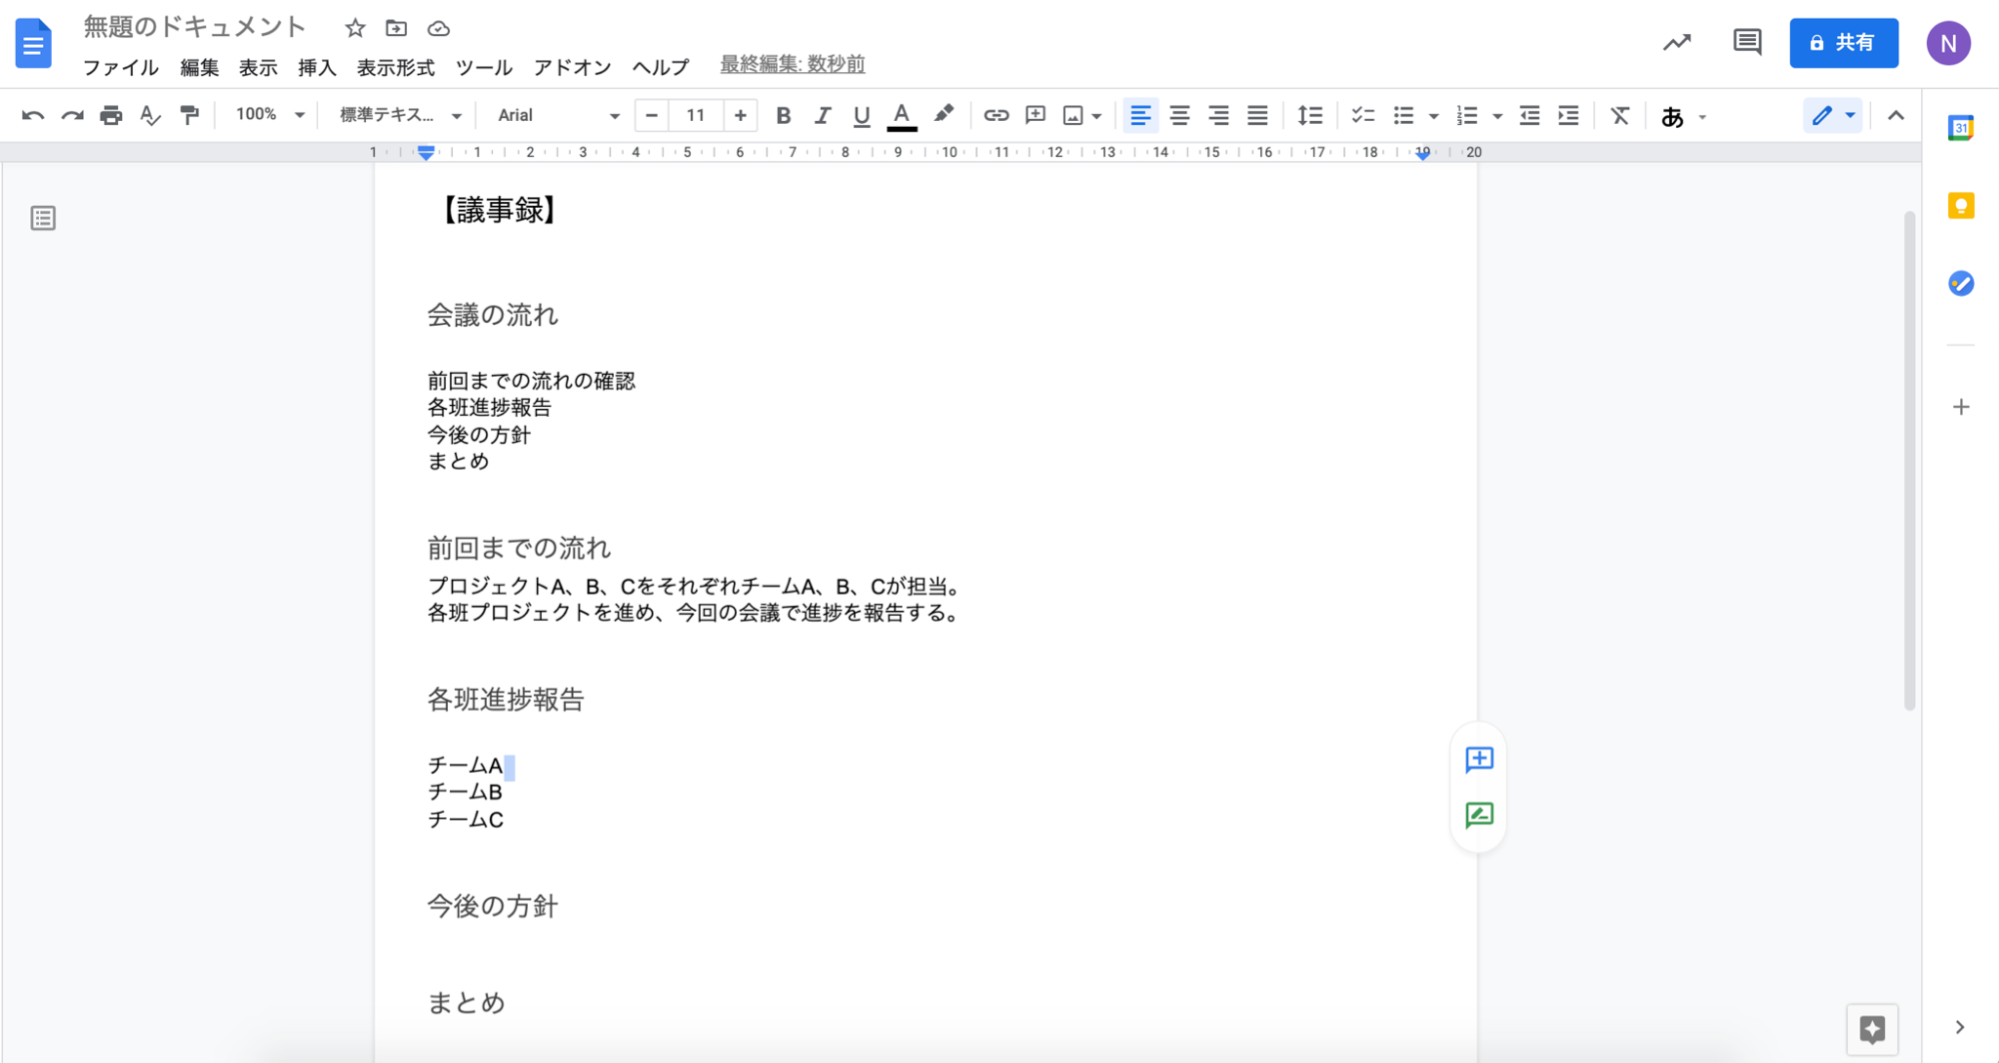 無題のドキュメント
ファイル 編集 表示 挿入 表示形式 ツール アドオン ヘルプ 最終編集: 数秒前
共有
N
100% 標準テキス... Arial − 11 + B I U A あ
31
1 1 2 3 4 5 6 7 8 9 10 11 12 13 14 15 16 17 18 19 20
【議事録】
会議の流れ
前回までの流れの確認
各班進捗報告
今後の方針
まとめ
前回までの流れ
プロジェクトA、B、CをそれぞれチームA、B、Cが担当。
各班プロジェクトを進め、今回の会議で進捗を報告する。
各班進捗報告
チームA
チームB
チームC
今後の方針
まとめ